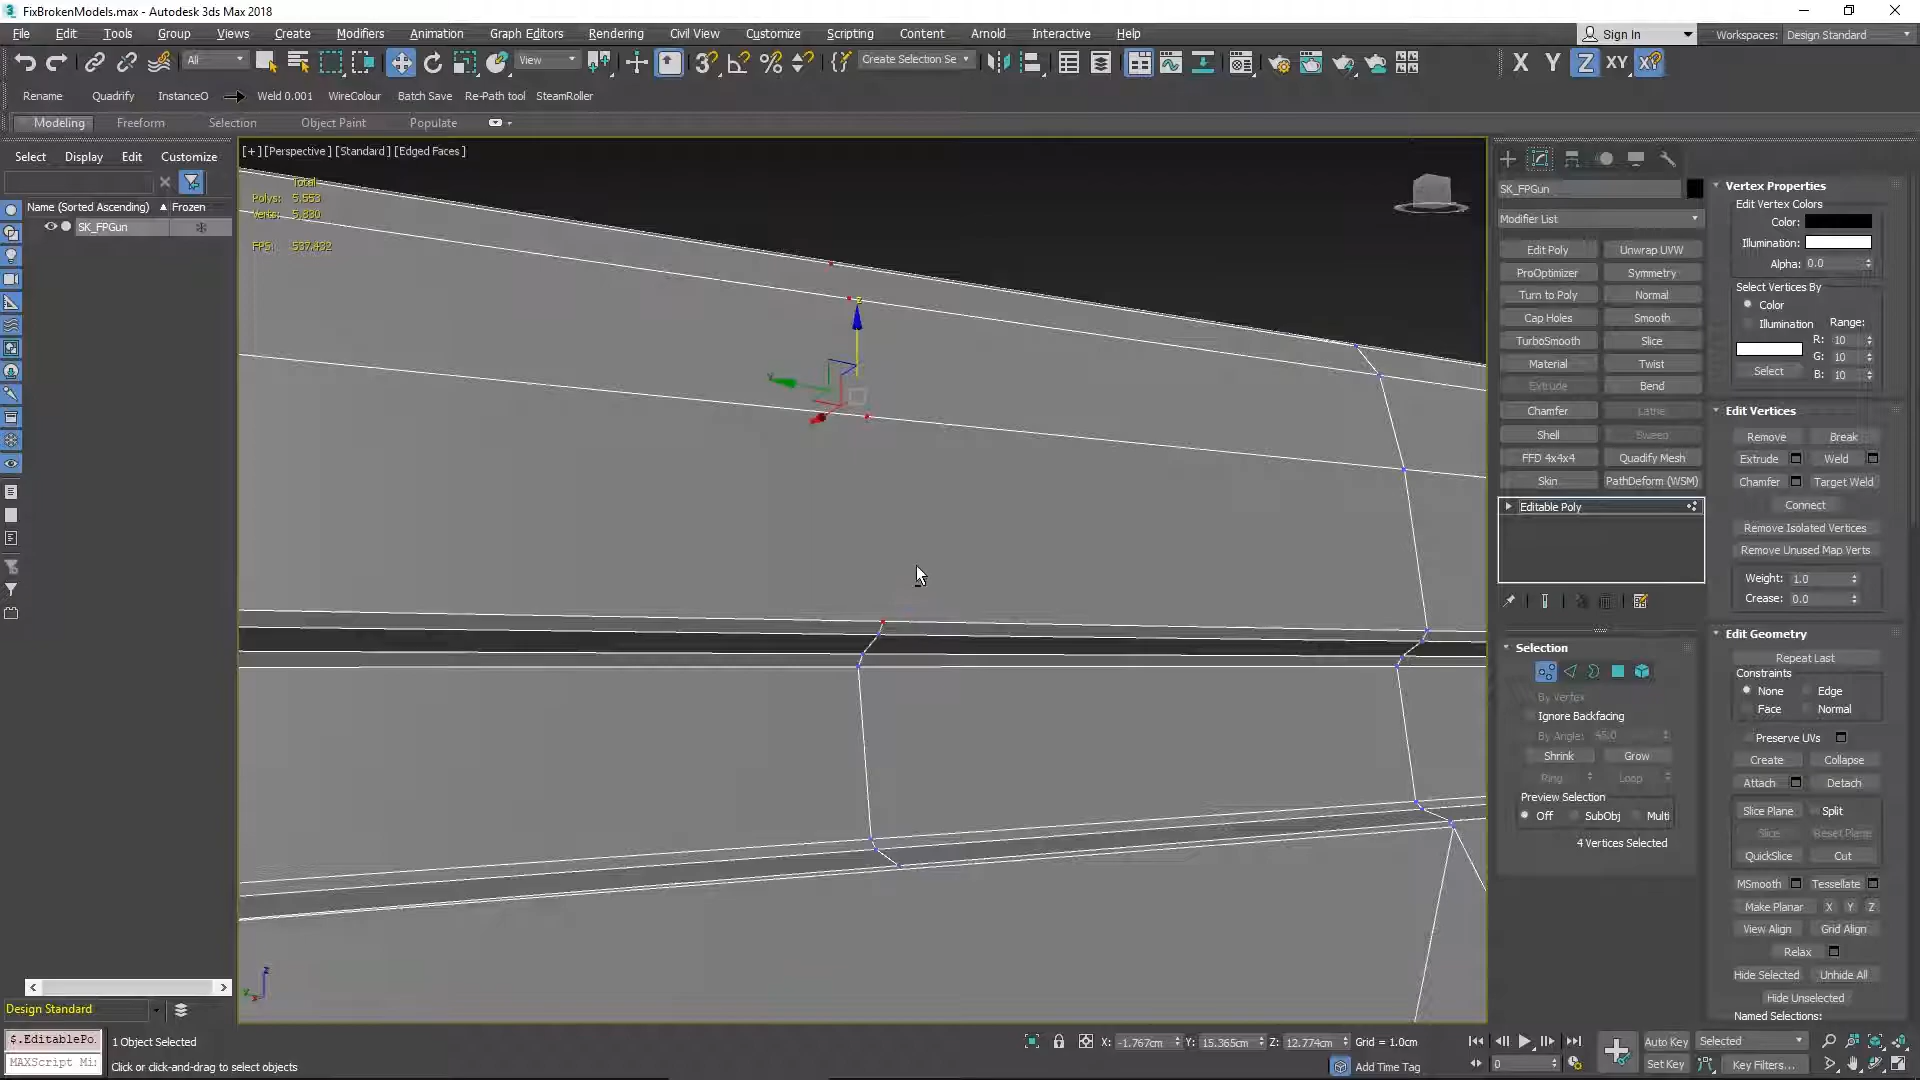 FixBrokenModels.max - Autodesk 3ds Max 2018
File Edit Tools Group Views Create Modifiers Animation Graph Editors Rendering Civil View Customize Scripting Content Arnold Interactive Help
Sign In Workspaces: Design Standard
All View Create Selection Se X Y Z XY XY
Rename Quadrify InstanceO Weld 0.001 WireColour Batch Save Re-Path tool SteamRoller
Modeling Freeform Selection Object Paint Populate
Select Display Edit Customize
[+] [Perspective] [Standard] [Edged Faces]
Name (Sorted Ascending) Frozen
SK_FPGun
Total
Polys: 5,553
Verts: 5,830
FPS: 537.432
z
y
SK_FPGun
Modifier List
Edit Poly Unwrap UVW
ProOptimizer Symmetry
Turn to Poly Normal
Cap Holes Smooth
TurboSmooth Slice
Material Twist
Extrude Bend
Chamfer Lathe
Shell Sweep
FFD 4x4x4 Quadify Mesh
Skin PathDeform (WSM)
Editable Poly
Selection
By Vertex
Ignore Backfacing
By Angle: 45.0
Shrink Grow
Ring Loop
Preview Selection
Off SubObj Multi
4 Vertices Selected
Vertex Properties
Edit Vertex Colors
Color:
Illumination:
Alpha: 0.0
Select Vertices By
Color
Illumination Range:
R: 10
G: 10
Select B: 10
Edit Vertices
Remove Break
Extrude Weld
Chamfer Target Weld
Connect
Remove Isolated Vertices
Remove Unused Map Verts
Weight: 1.0
Crease: 0.0
Edit Geometry
Repeat Last
Constraints
None Edge
Face Normal
Preserve UVs
Create Collapse
Attach Detach
Slice Plane Split
Slice Reset Plane
QuickSlice Cut
MSmooth Tessellate
Make Planar X Y Z
View Align Grid Align
Relax
Hide Selected Unhide All
Hide Unselected
Named Selections:
z
y
Design Standard
$.EditablePo. 1 Object Selected X: -1.767cm Y: 15.365cm Z: 12.774cm Grid = 1.0cm Auto Key Selected
MAXScript Mi: Click or click-and-drag to select objects Add Time Tag 0 Set Key Key Filters...